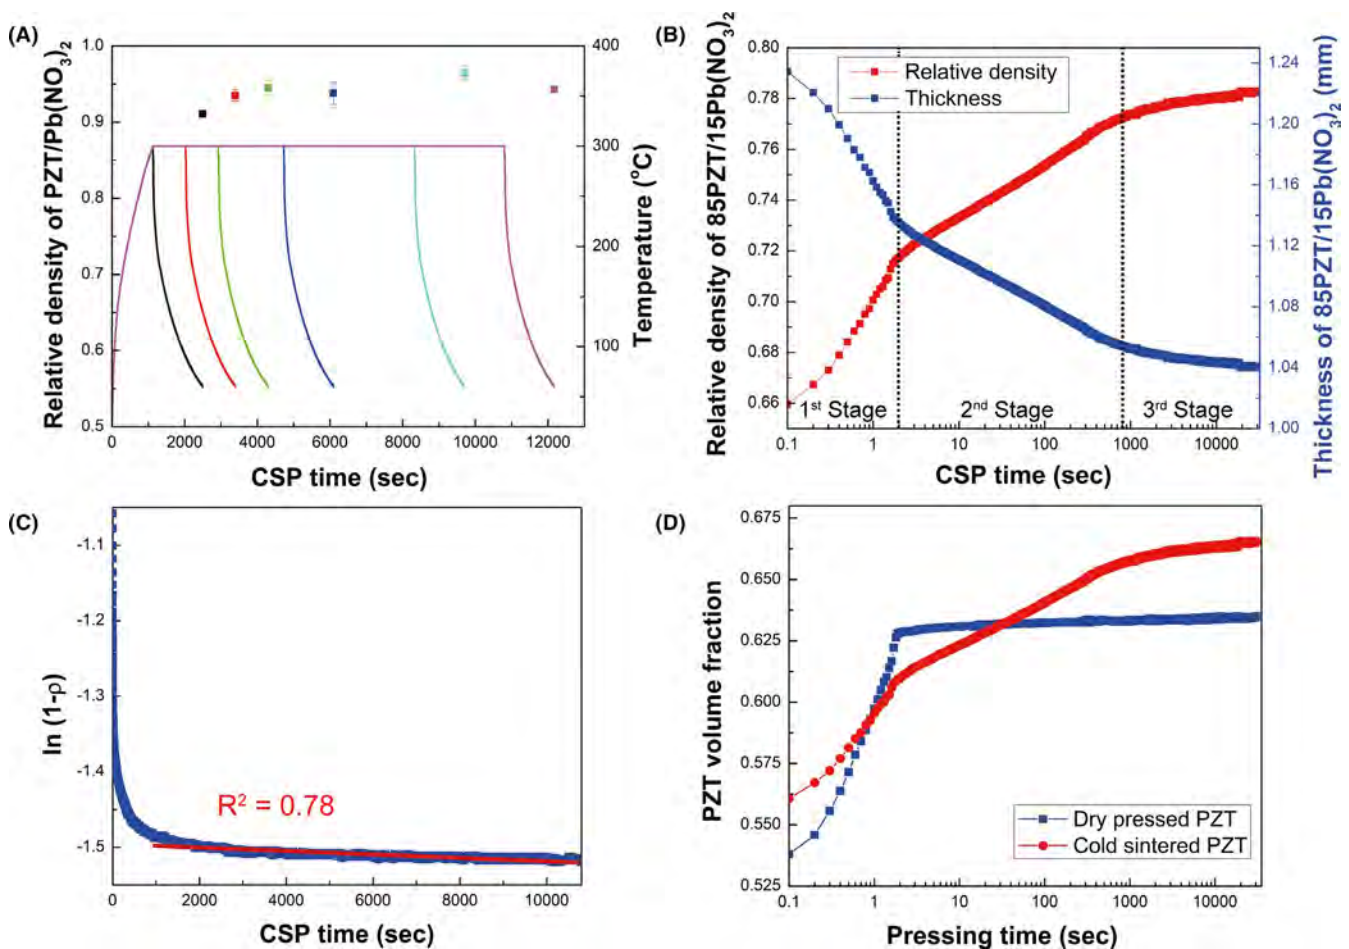 (A)
Relative density of PZT/Pb(NO3)2
1.0
0.9
0.8
0.7
0.6
0.5
0
2000
4000
6000
8000
10000
12000
CSP time (sec)
400
300
200
100
Temperature (°C)
(B)
Relative density of 85PZT/15Pb(NO3)2
0.80
0.78
0.76
0.74
0.72
0.70
0.68
0.66
Relative density
Thickness
1st Stage
2nd Stage
3rd Stage
0.1
1
10
100
1000
10000
CSP time (sec)
1.24
1.20
1.16
1.12
1.08
1.04
1.00
Thickness of 85PZT/15Pb(NO3)2 (mm)
(C)
ln (1-ρ)
-1.1
-1.2
-1.3
-1.4
-1.5
R² = 0.78
0
2000
4000
6000
8000
10000
CSP time (sec)
(D)
PZT volume fraction
0.675
0.650
0.625
0.600
0.575
0.550
0.525
Dry pressed PZT
Cold sintered PZT
0.1
1
10
100
1000
10000
Pressing time (sec)